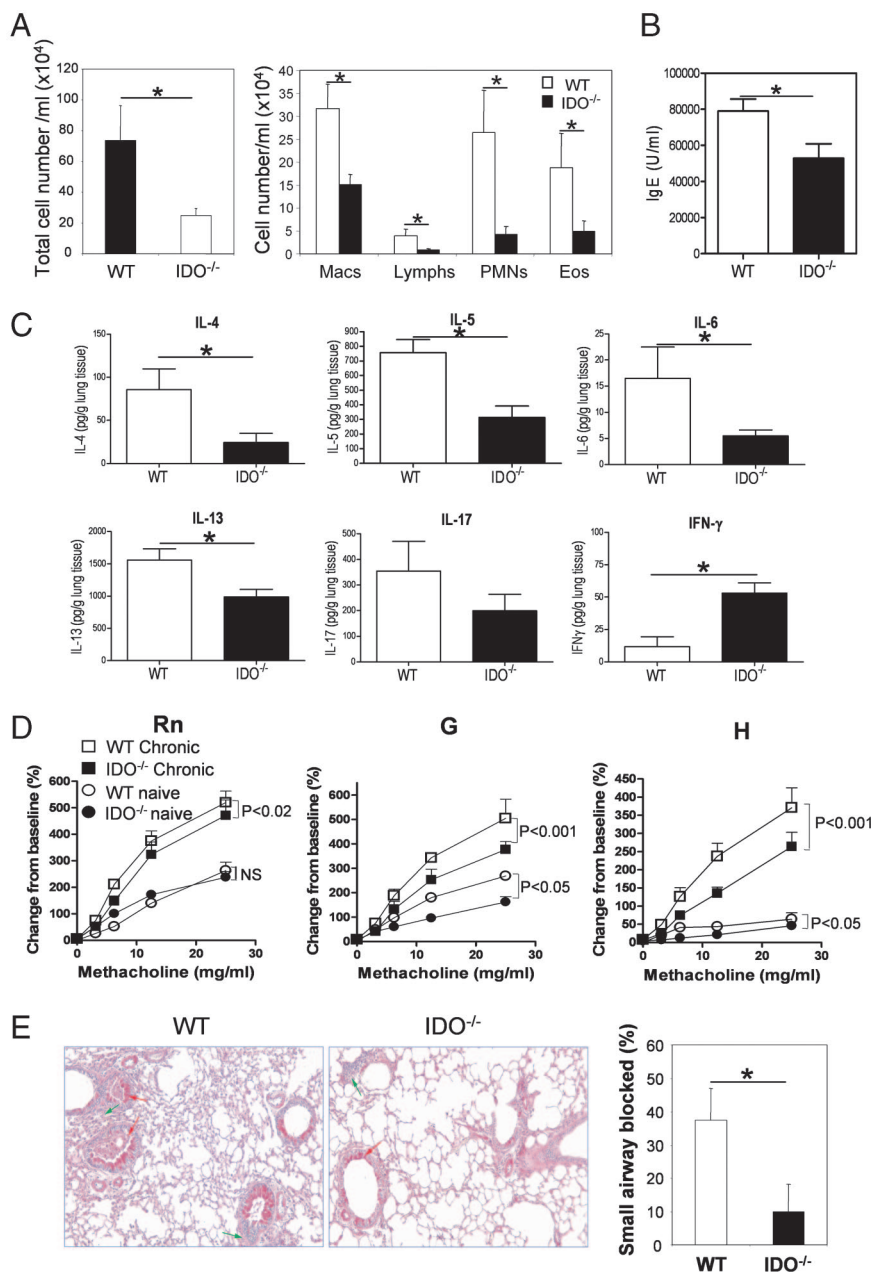 A
Total cell number /ml (x10⁴)
120
100
80
60
40
20
0
*
WT
IDO⁻/⁻
Cell number/ml (x10⁴)
40
35
30
25
20
15
10
5
0
*
*
*
*
WT
IDO⁻/⁻
Macs
Lymphs
PMNs
Eos
B
IgE (U/ml)
100000
80000
60000
40000
20000
0
*
WT
IDO⁻/⁻
C
IL-4
IL-4 (pg/g lung tissue)
150
100
50
0
*
WT
IDO⁻/⁻
IL-5
IL-5 (pg/g lung tissue)
900
800
700
600
500
400
300
200
100
0
*
WT
IDO⁻/⁻
IL-6
IL-6 (pg/g lung tissue)
25
20
15
10
5
0
*
WT
IDO⁻/⁻
IL-13
IL-13 (pg/g lung tissue)
2000
1500
1000
500
0
*
WT
IDO⁻/⁻
IL-17
IL-17 (pg/g lung tissue)
500
400
300
200
100
0
WT
IDO⁻/⁻
IFN-γ
IFNγ (pg/g lung tissue)
100
75
50
25
0
*
WT
IDO⁻/⁻
D
Rn
WT Chronic
IDO⁻/⁻ Chronic
WT naive
IDO⁻/⁻ naive
Change from baseline (%)
600
500
400
300
200
100
0
P<0.02
NS
0
10
20
30
Methacholine (mg/ml)
G
Change from baseline (%)
600
500
400
300
200
100
0
P<0.001
P<0.05
0
10
20
30
Methacholine (mg/ml)
H
Change from baseline (%)
450
400
350
300
250
200
150
100
50
0
P<0.001
P<0.05
0
10
20
30
Methacholine (mg/ml)
E
WT
IDO⁻/⁻
Small airway blocked (%)
60
50
40
30
20
10
0
*
WT
IDO⁻/⁻